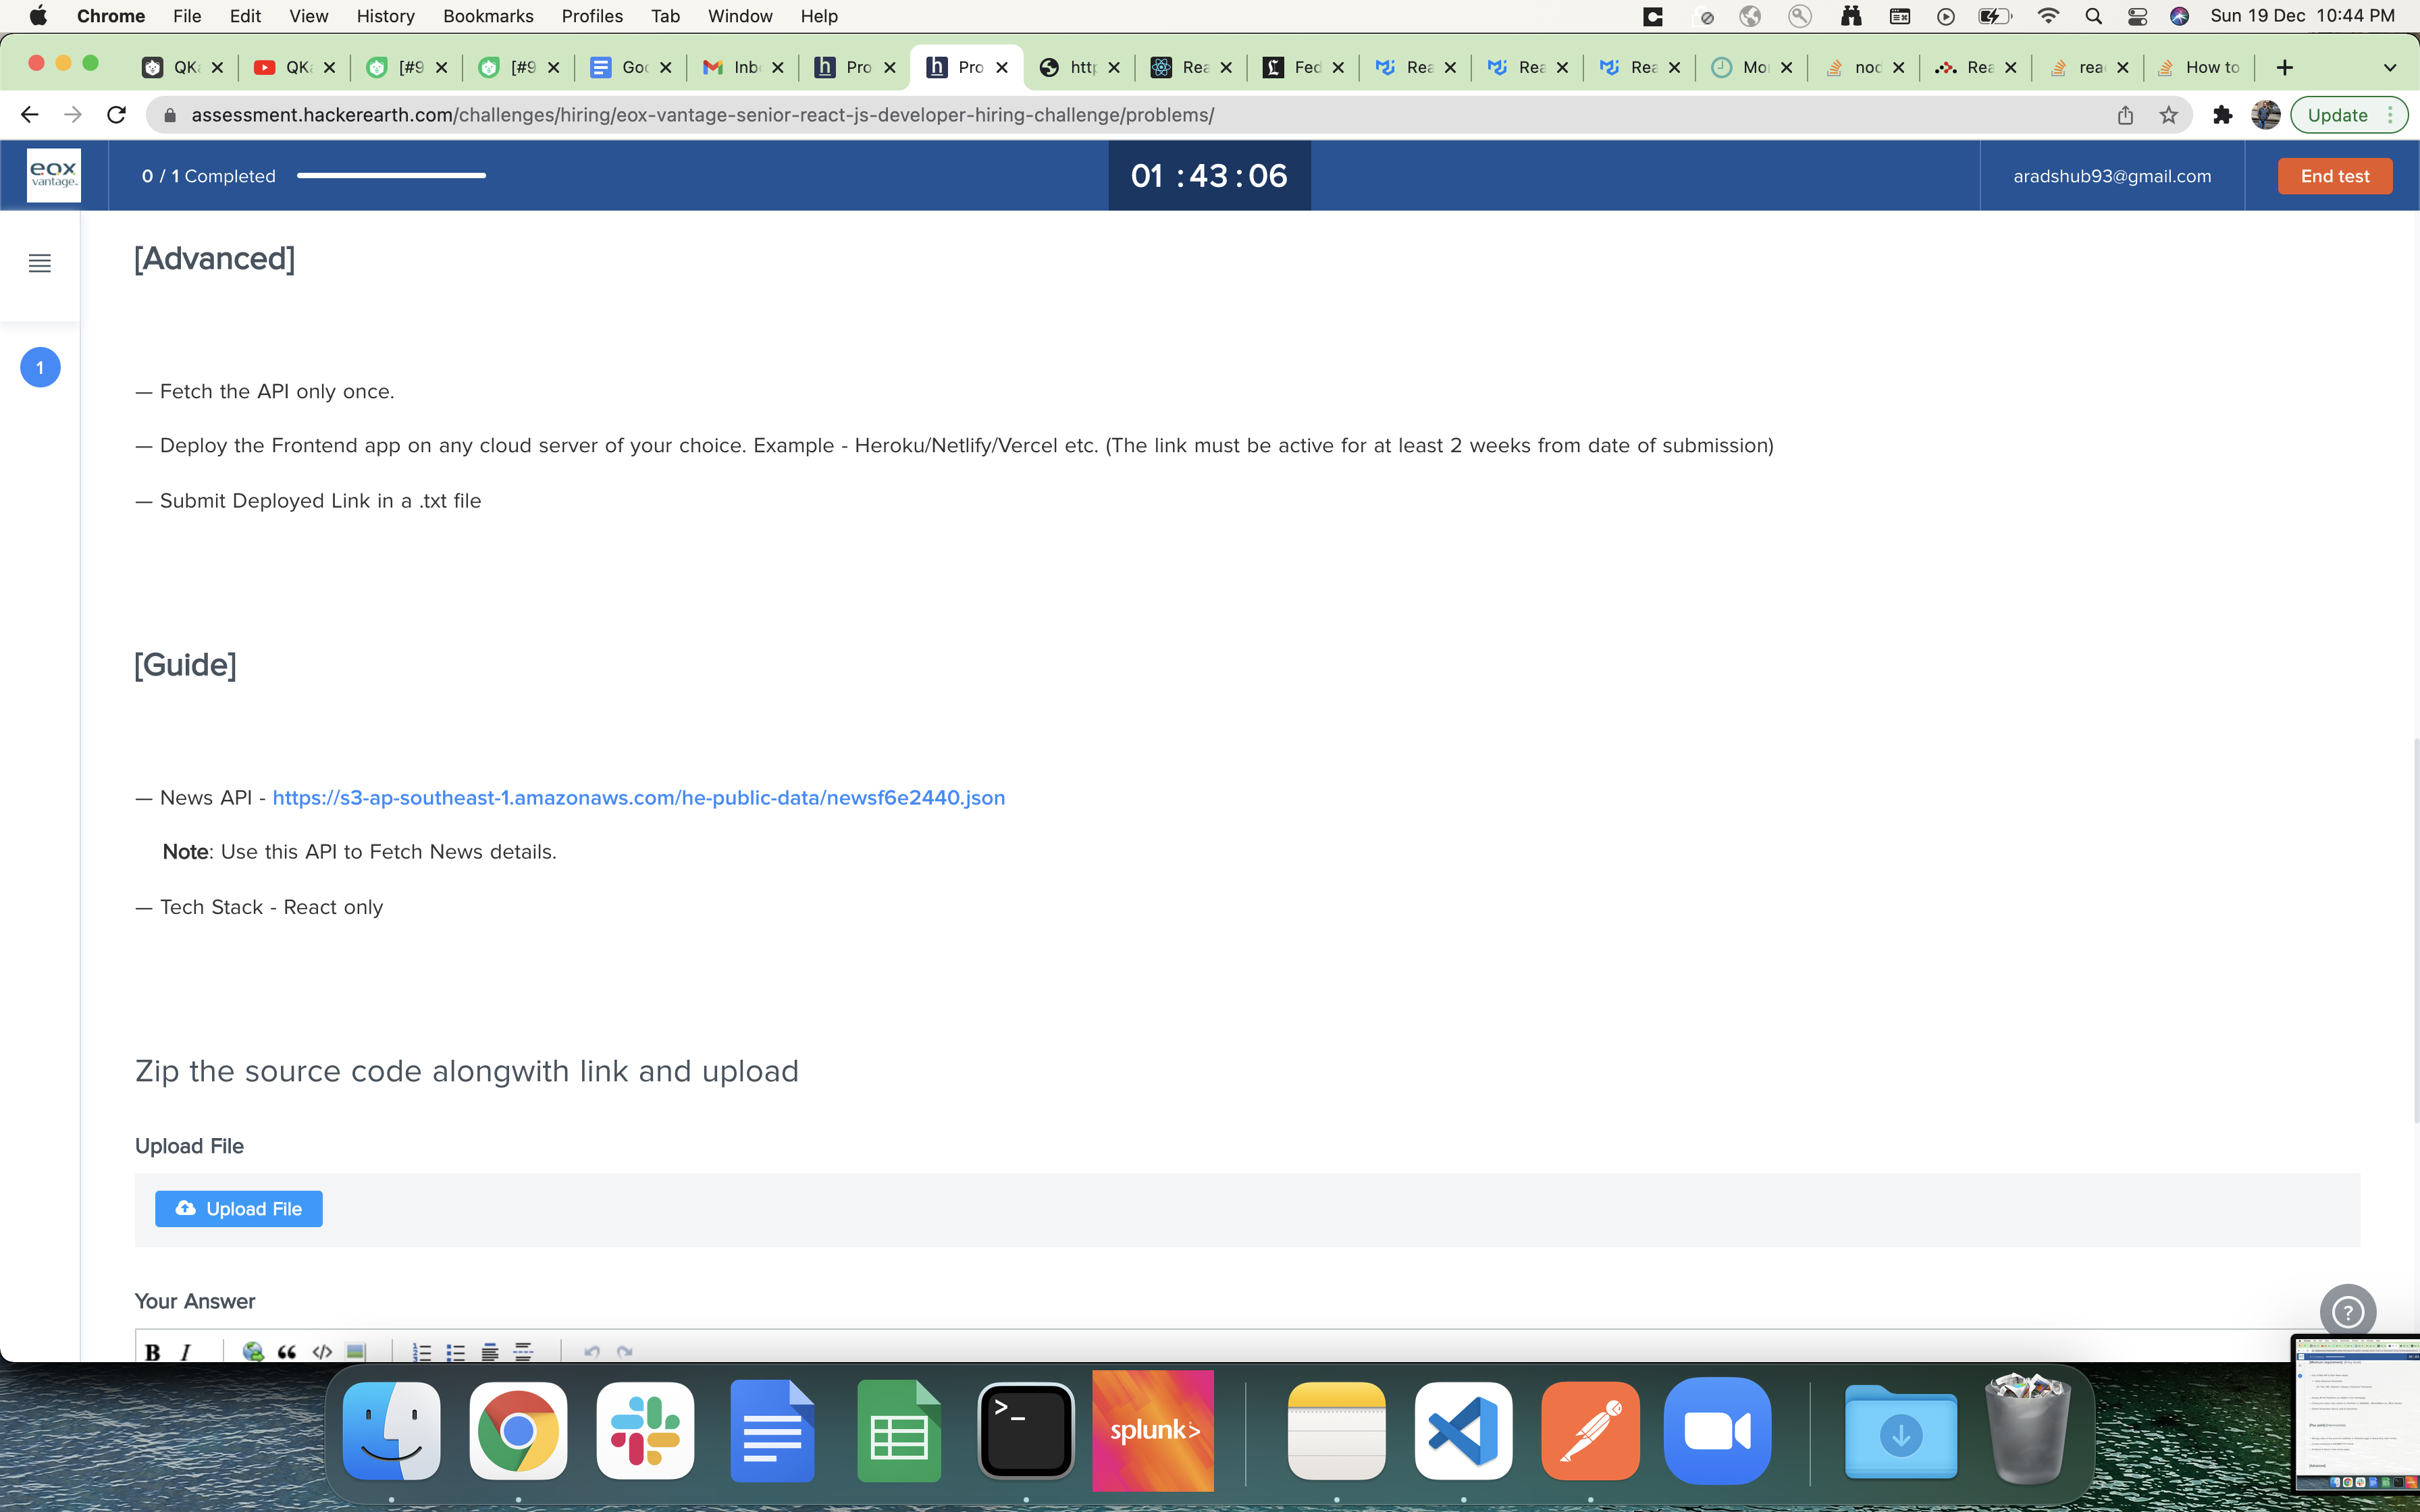 Chrome File Edit View History Bookmarks Profiles Tab Window Help Sun 19 Dec 10:44 PM
QK QK [#9 [#9 Go Inb Pro Pro http Rea Fed Rea Rea Rea Mo noc Rea rea How to
assessment.hackerearth.com/challenges/hiring/eox-vantage-senior-react-js-developer-hiring-challenge/problems/ Update
eox
vantage
0 / 1 Completed 01 : 43 : 06 aradshub93@gmail.com End test
[Advanced]
1
— Fetch the API only once.
— Deploy the Frontend app on any cloud server of your choice. Example - Heroku/Netlify/Vercel etc. (The link must be active for at least 2 weeks from date of submission)
— Submit Deployed Link in a .txt file
[Guide]
— News API - https://s3-ap-southeast-1.amazonaws.com/he-public-data/newsf6e2440.json
Note: Use this API to Fetch News details.
— Tech Stack - React only
Zip the source code alongwith link and upload
Upload File
Upload File
Your Answer
B I
splunk>